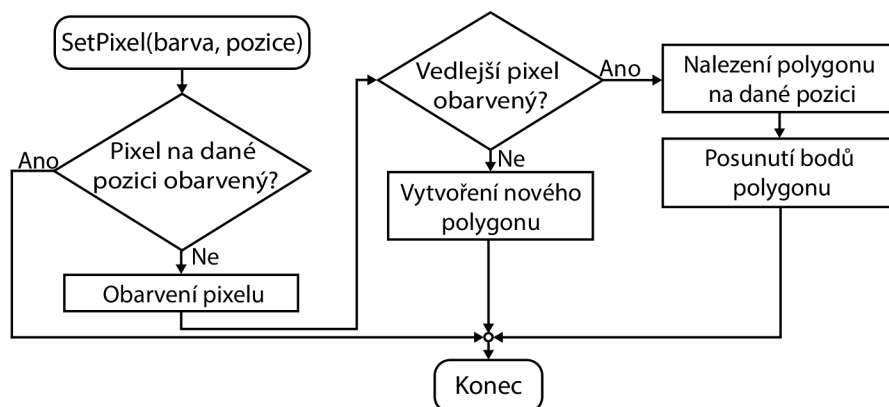 SetPixel(barva, pozice)
Ano
Pixel na dané
pozici obarvený?
Ne
Obarvení pixelu
Vedlejší pixel
obarvený?
Ano
Ne
Vytvoření nového
polygonu
Nalezení polygonu
na dané pozici
Posunutí bodů
polygonu
Konec